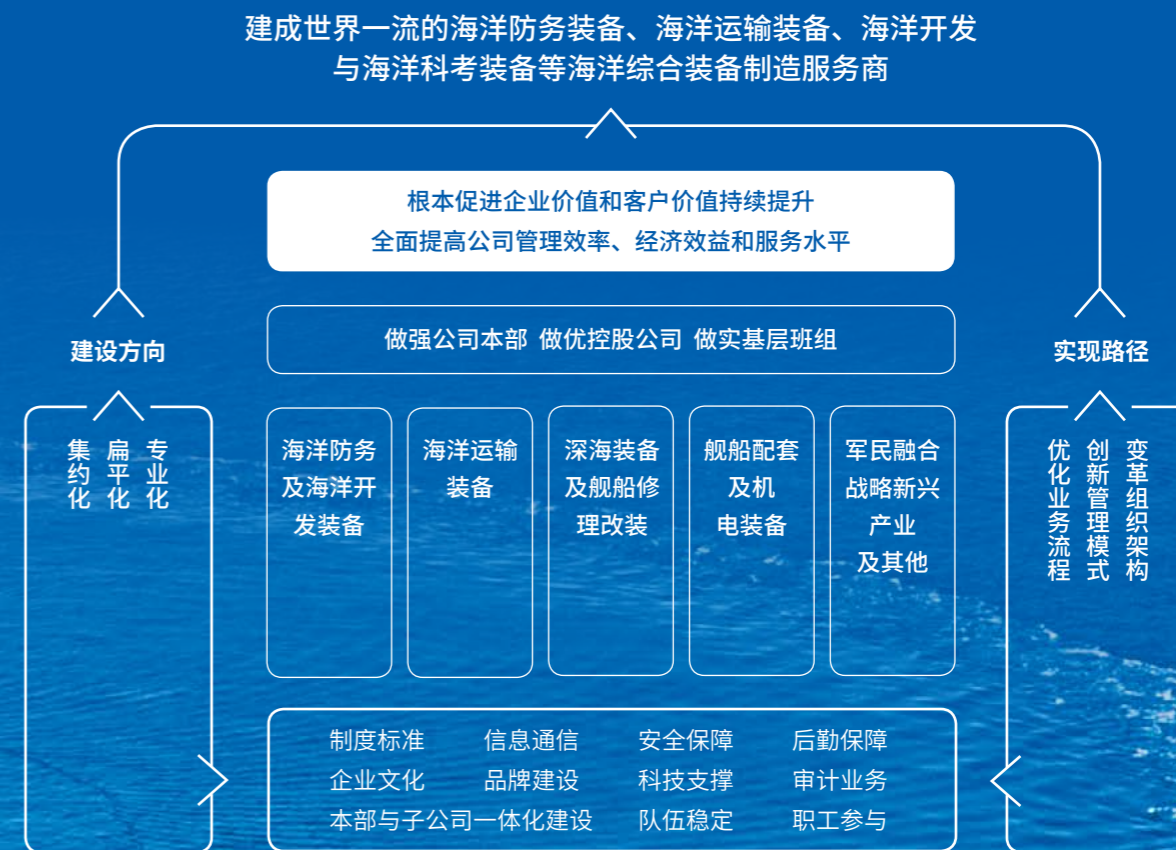 建成世界一流的海洋防务装备、海洋运输装备、海洋开发
与海洋科考装备等海洋综合装备制造服务商
根本促进企业价值和客户价值持续提升
全面提高公司管理效率、经济效益和服务水平
做强公司本部 做优控股公司 做实基层班组
建设方向
集约化
扁平化
专业化
海洋防务
及海洋开
发装备
海洋运输
装备
深海装备
及舰船修
理改装
舰船配套
及机
电装备
军民融合
战略新兴
产业
及其他
实现路径
优化业务流程
创新管理模式
变革组织架构
制度标准 信息通信 安全保障 后勤保障
企业文化 品牌建设 科技支撑 审计业务
本部与子公司一体化建设 队伍稳定 职工参与